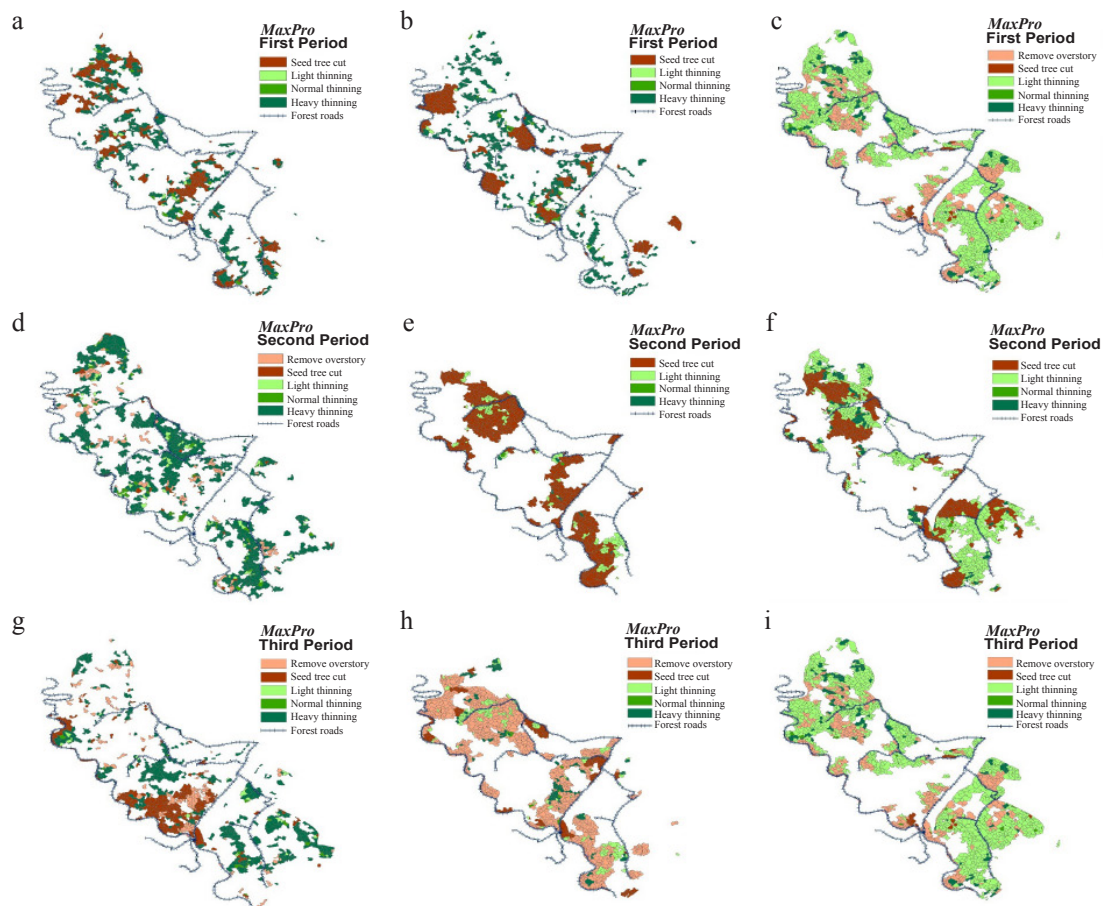 a
MaxPro
First Period
Seed tree cut
Light thinning
Normal thinning
Heavy thinning
Forest roads
b
MaxPro
First Period
Seed tree cut
Light thinning
Normal thinning
Heavy thinning
Forest roads
c
MaxPro
First Period
Remove overstory
Seed tree cut
Light thinning
Normal thinning
Heavy thinning
Forest roads
d
MaxPro
Second Period
Remove overstory
Seed tree cut
Light thinning
Normal thinning
Heavy thinning
Forest roads
e
MaxPro
Second Period
Seed tree cut
Light thinning
Normal thinning
Heavy thinning
Forest roads
f
MaxPro
Second Period
Seed tree cut
Light thinning
Normal thinning
Heavy thinning
Forest roads
g
MaxPro
Third Period
Remove overstory
Seed tree cut
Light thinning
Normal thinning
Heavy thinning
Forest roads
h
MaxPro
Third Period
Remove overstory
Seed tree cut
Light thinning
Normal thinning
Heavy thinning
Forest roads
i
MaxPro
Third Period
Remove overstory
Seed tree cut
Light thinning
Normal thinning
Heavy thinning
Forest roads